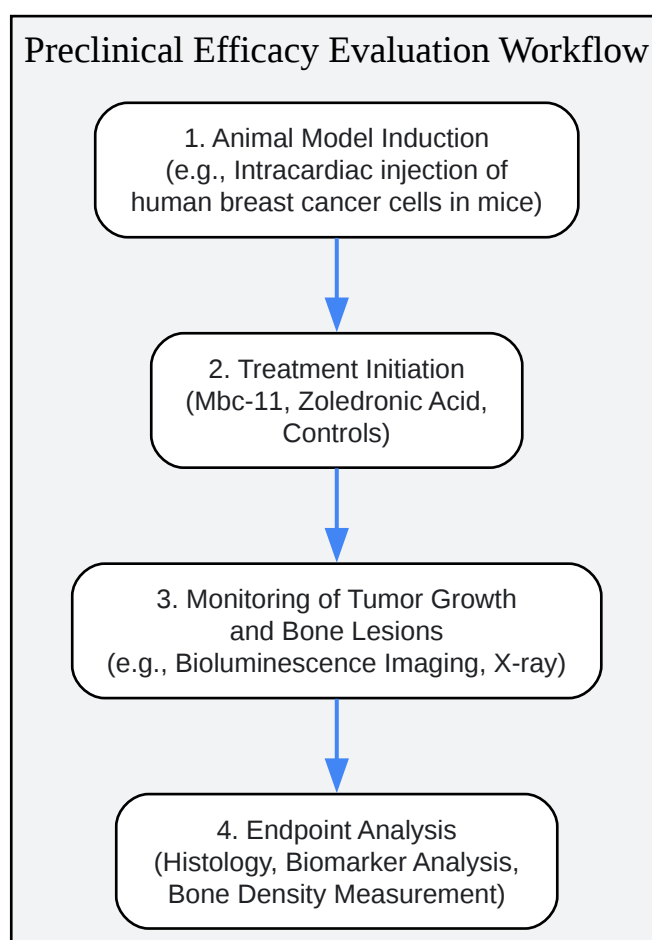 Preclinical Efficacy Evaluation Workflow
1. Animal Model Induction
(e.g., Intracardiac injection of
human breast cancer cells in mice)
2. Treatment Initiation
(Mbc-11, Zoledronic Acid,
Controls)
3. Monitoring of Tumor Growth
and Bone Lesions
(e.g., Bioluminescence Imaging, X-ray)
4. Endpoint Analysis
(Histology, Biomarker Analysis,
Bone Density Measurement)